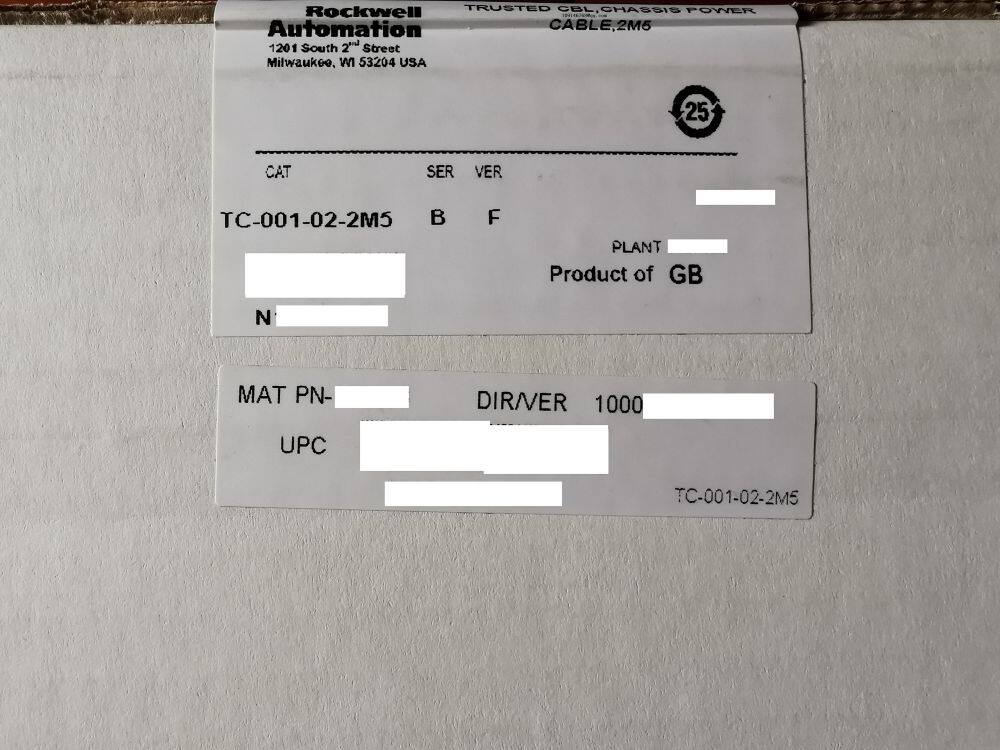 Rockwell
Automation
1201 South 2nd Street
Milwaukee, WI 53204 USA
TRUSTED CBL,CHASSIS POWER
CABLE,2M5
25
CAT SER VER
TC-001-02-2M5 B F
PLANT
Product of GB
N
MAT PN- DIR/VER 1000
UPC
TC-001-02-2M5